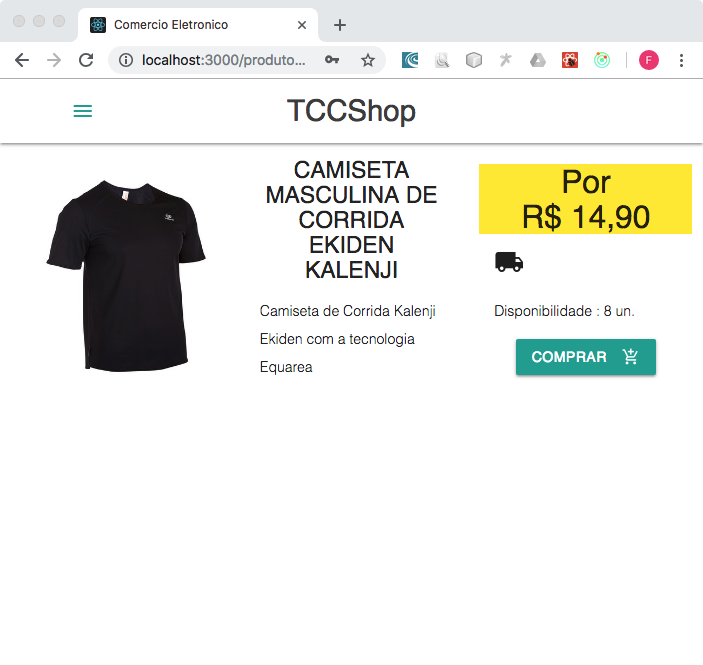 Comercio Eletronico
localhost:3000/produto...
F
TCCShop
CAMISETA
MASCULINA DE
CORRIDA
EKIDEN
KALENJI
Camiseta de Corrida Kalenji
Ekiden com a tecnologia
Equarea
Por
R$ 14,90
Disponibilidade : 8 un.
COMPRAR